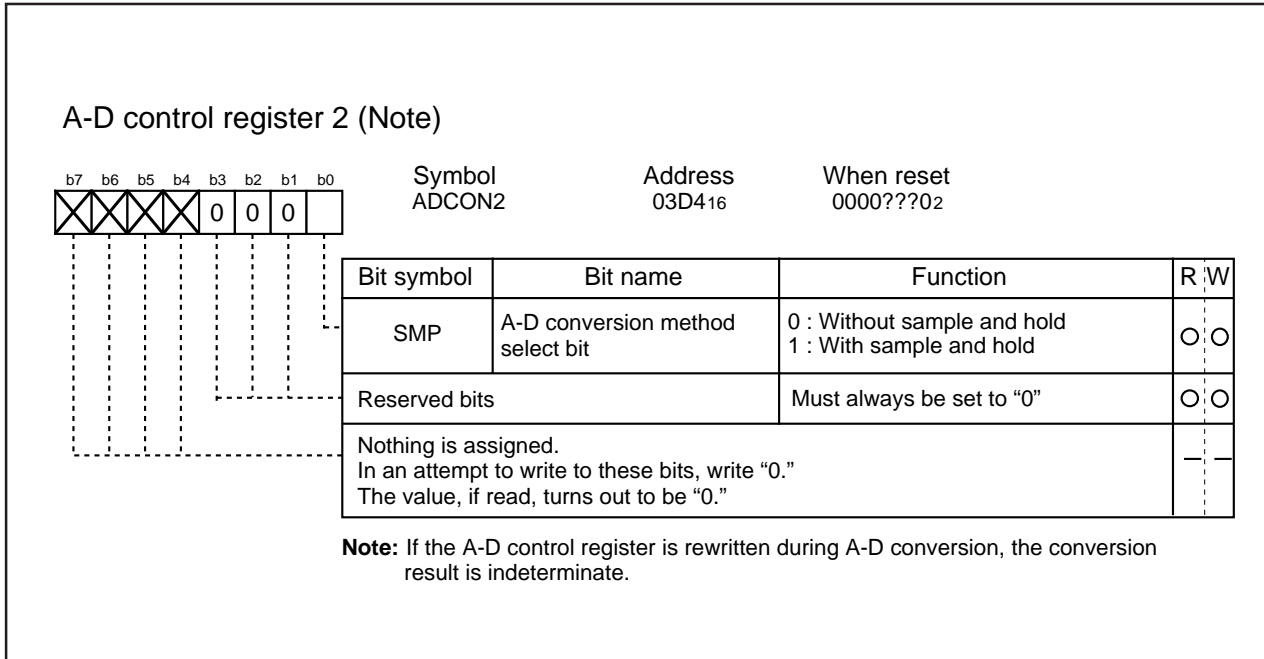 A-D control register 2 (Note)
b7 b6 b5 b4 b3 b2 b1 b0
0 0 0
Symbol Address When reset
ADCON2 03D416 0000???02
Bit symbol Bit name Function R W
SMP A-D conversion method select bit 0 : Without sample and hold
1 : With sample and hold
Reserved bits Must always be set to “0”
Nothing is assigned.
In an attempt to write to these bits, write “0.”
The value, if read, turns out to be “0.”
Note: If the A-D control register is rewritten during A-D conversion, the conversion
result is indeterminate.